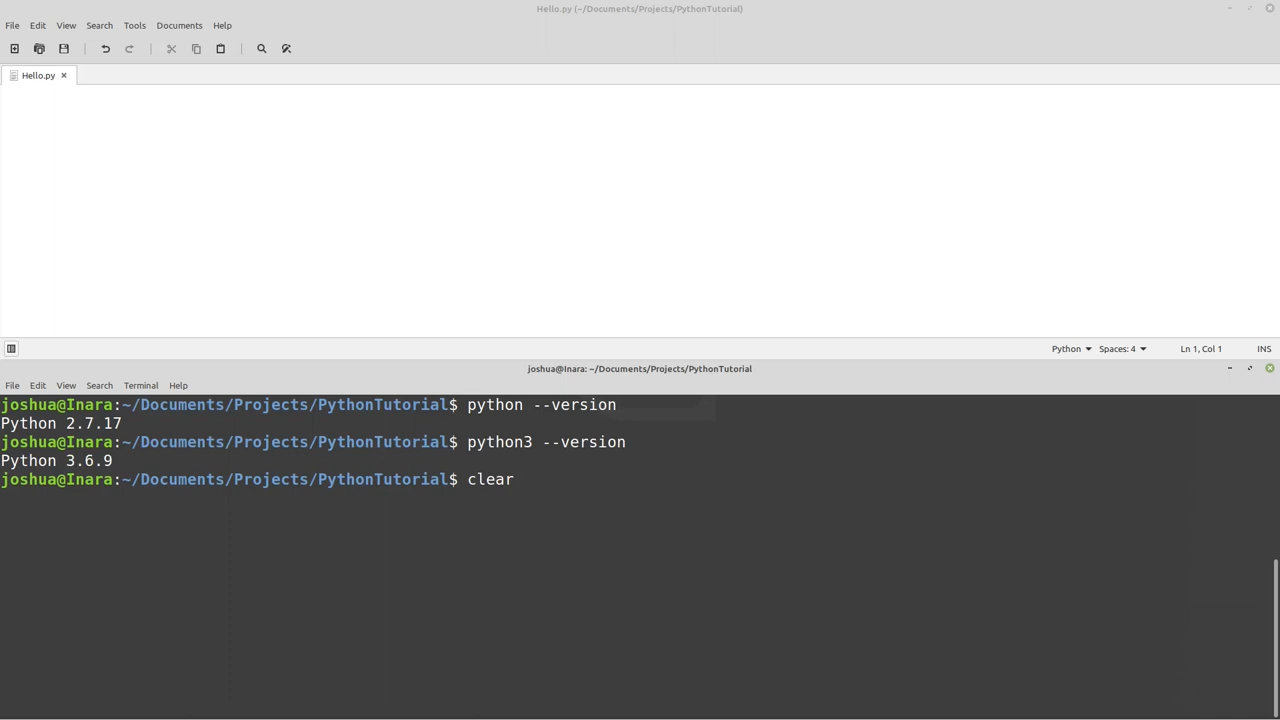 Hello.py (~/Documents/Projects/PythonTutorial)
File Edit View Search Tools Documents Help
Hello.py
Python Spaces: 4 Ln 1, Col 1 INS
joshua@Inara: ~/Documents/Projects/PythonTutorial
File Edit View Search Terminal Help
joshua@Inara:~/Documents/Projects/PythonTutorial$ python --version
Python 2.7.17
joshua@Inara:~/Documents/Projects/PythonTutorial$ python3 --version
Python 3.6.9
joshua@Inara:~/Documents/Projects/PythonTutorial$ clear